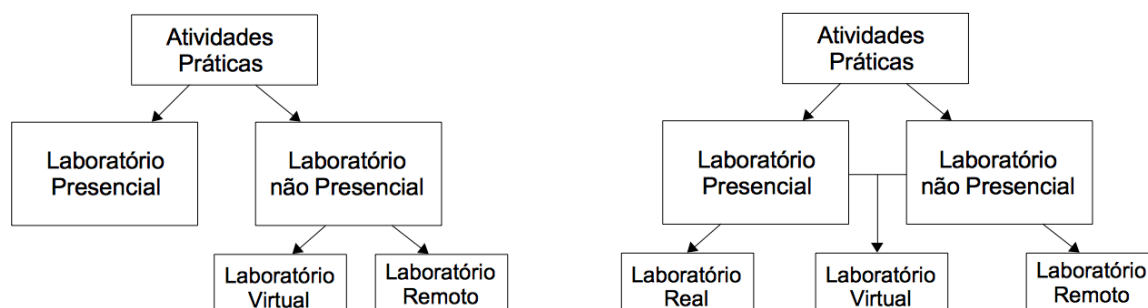 Atividades
Práticas
Laboratório
Presencial
Laboratório
não Presencial
Laboratório
Virtual
Laboratório
Remoto
Atividades
Práticas
Laboratório
Presencial
Laboratório
não Presencial
Laboratório
Real
Laboratório
Virtual
Laboratório
Remoto